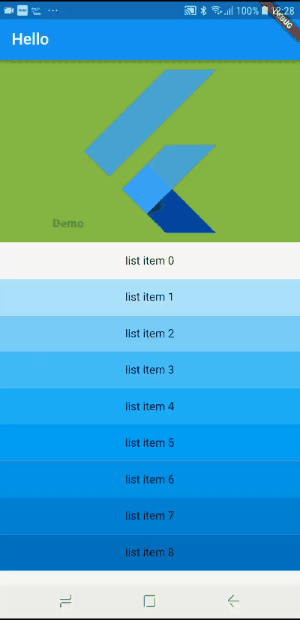 100% 28
DEBUG
Hello
Demo
list item 0
list item 1
list item 2
list item 3
list item 4
list item 5
list item 6
list item 7
list item 8